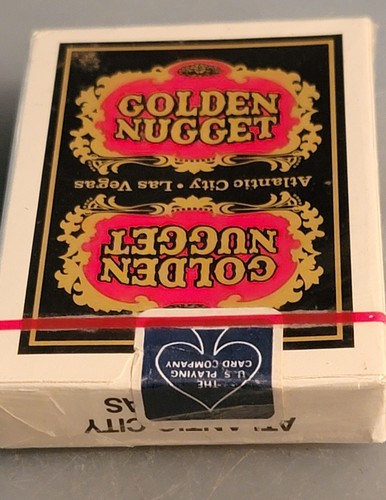 GOLDEN
NUGGET
Atlantic City • Las Vegas
GOLDEN
NUGGET
THE
U.S. PLAYING
CARD COMPANY
ATLANTIC CITY